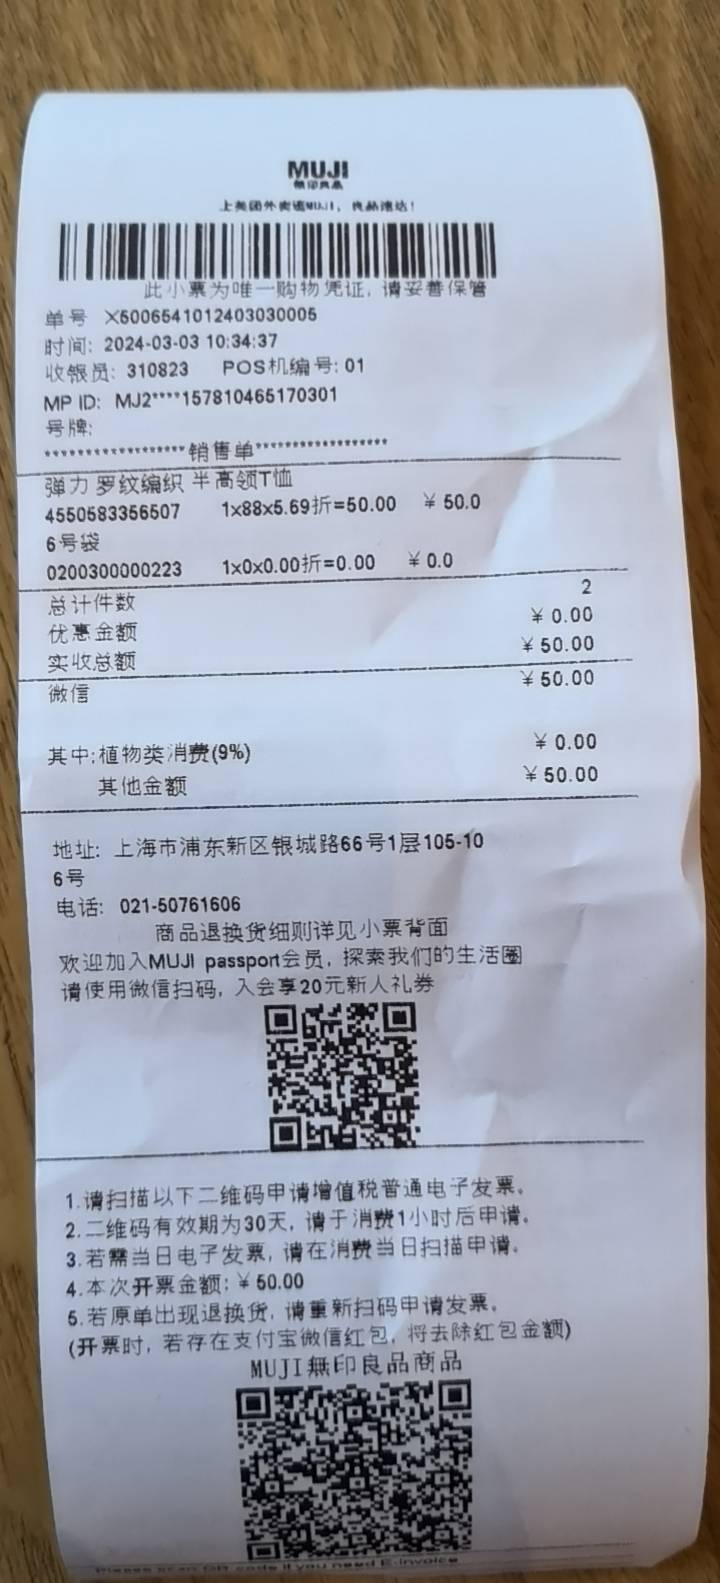 MUJI
無印良品
上美团外卖逛MUJI，良品速达！
此小票为唯一购物凭证，请妥善保管
单号 X5006541012403030005
时间: 2024-03-03 10:34:37
收银员: 310823 POS机编号: 01
MP ID: MJ2****157810465170301
号牌:
******************销售单******************
弹力 罗纹编织 半高领T恤
4550583356507 1x88x5.69折=50.00 ￥50.0
6号袋
0200300000223 1x0x0.00折=0.00 ￥0.0
总计件数 2
优惠金额 ￥0.00
实收总额 ￥50.00
微信 ￥50.00
其中:植物类消费(9%) ￥0.00
其他金额 ￥50.00
地址: 上海市浦东新区银城路66号1层105-10
6号
电话: 021-50761606
商品退换货细则详见小票背面
欢迎加入MUJI passport会员，探索我们的生活圈
请使用微信扫码，入会享20元新人礼券
1.请扫描以下二维码申请增值税普通电子发票。
2.二维码有效期为30天，请于消费1小时后申请。
3.若需当日电子发票，请在消费当日扫描申请。
4.本次开票金额:￥50.00
5.若原单出现退换货，请重新扫码申请发票。
(开票时，若存在支付宝微信红包，将去除红包金额)
MUJI無印良品商品
Please scan QR code if you need E-invoice